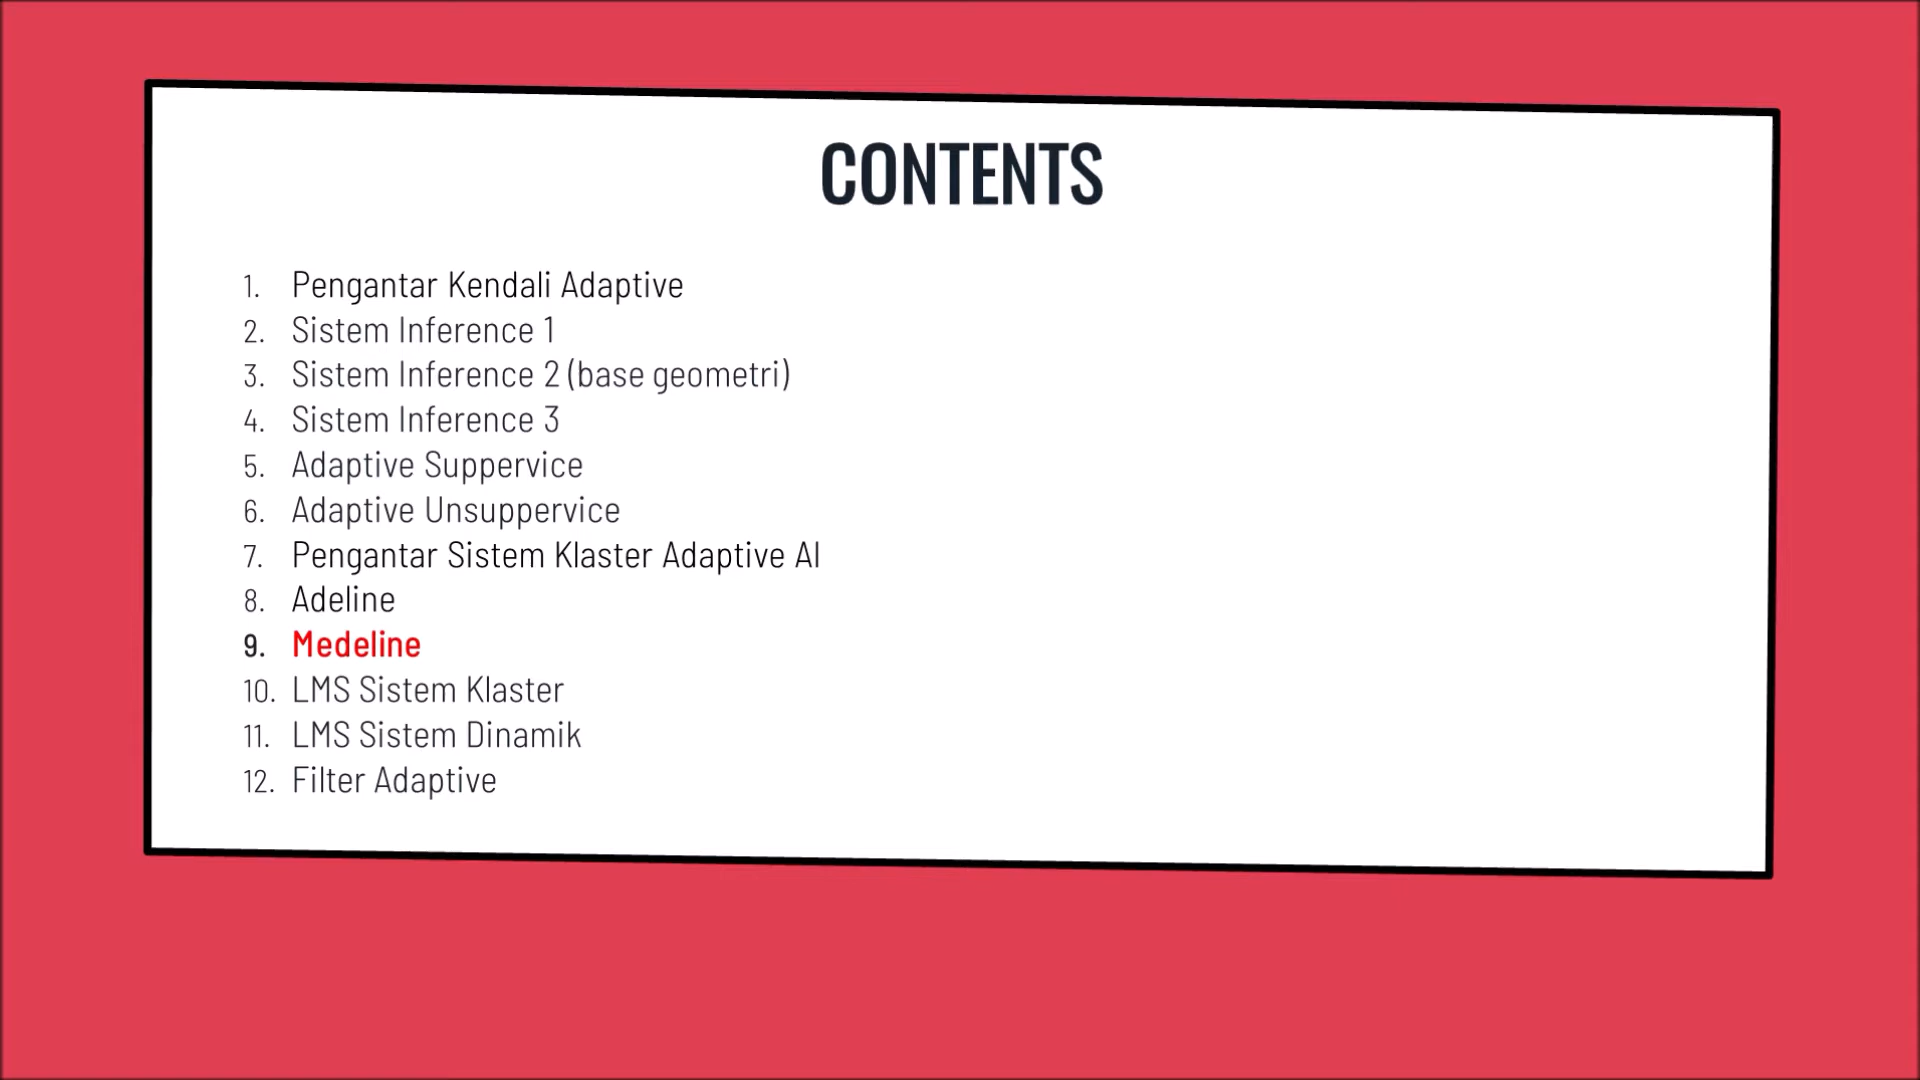 CONTENTS
1. Pengantar Kendali Adaptive
2. Sistem Inference 1
3. Sistem Inference 2 (base geometri)
4. Sistem Inference 3
5. Adaptive Suppervice
6. Adaptive Unsuppervice
7. Pengantar Sistem Klaster Adaptive AI
8. Adeline
9. Medeline
10. LMS Sistem Klaster
11. LMS Sistem Dinamik
12. Filter Adaptive